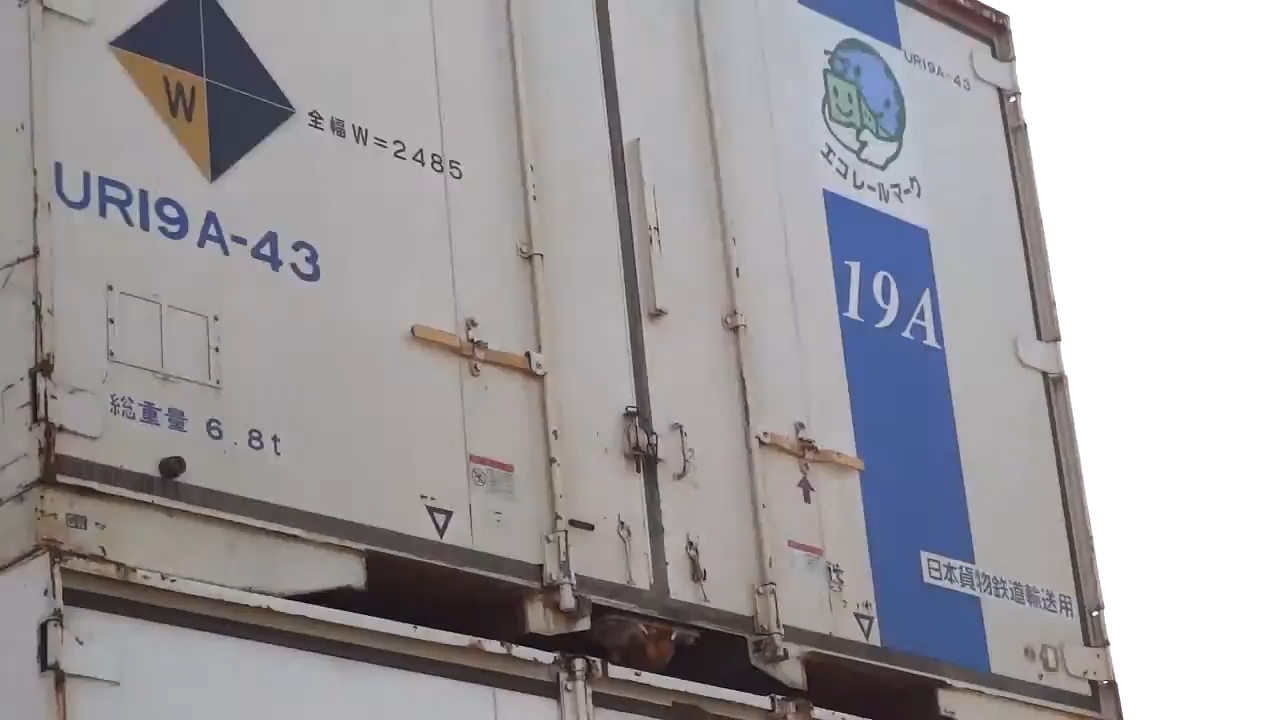 W
全幅 W=2485
URI9A-43
総重量 6.8t
URI9A-43
エコレールマーク
19A
日本貨物鉄道輸送用